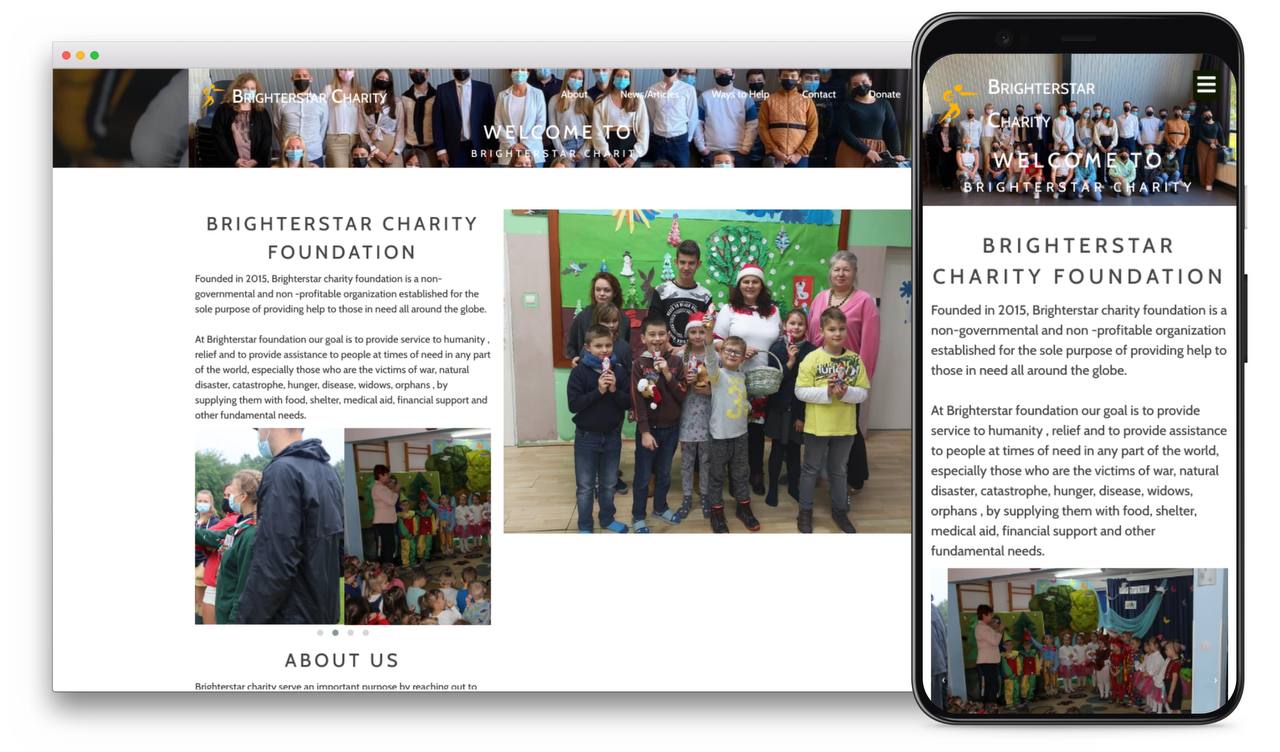 BRIGHTERSTAR CHARITY
About News/Articles Ways to Help Contact Donate
WELCOME TO
BRIGHTERSTAR CHARITY
BRIGHTERSTAR CHARITY
FOUNDATION
Founded in 2015, Brighterstar charity foundation is a non-
governmental and non -profitable organization established for the
sole purpose of providing help to those in need all around the globe.
At Brighterstar foundation our goal is to provide service to humanity ,
relief and to provide assistance to people at times of need in any part
of the world, especially those who are the victims of war, natural
disaster, catastrophe, hunger, disease, widows, orphans , by
supplying them with food, shelter, medical aid, financial support and
other fundamental needs.
ABOUT US
Brighterstar charity serve an important purpose by reaching out to
BRIGHTERSTAR
CHARITY
WELCOME TO
BRIGHTERSTAR CHARITY
BRIGHTERSTAR
CHARITY FOUNDATION
Founded in 2015, Brighterstar charity foundation is a
non-governmental and non -profitable organization
established for the sole purpose of providing help to
those in need all around the globe.
At Brighterstar foundation our goal is to provide
service to humanity , relief and to provide assistance
to people at times of need in any part of the world,
especially those who are the victims of war, natural
disaster, catastrophe, hunger, disease, widows,
orphans , by supplying them with food, shelter,
medical aid, financial support and other
fundamental needs.